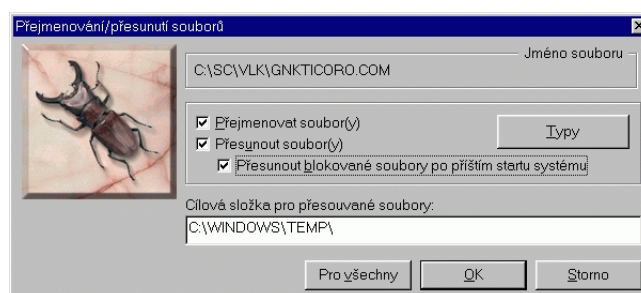 Přejmenování/přesunutí souborů
Jméno souboru
C:\SC\VLK\GNKTICORO.COM
Přejmenovat soubor(y)
Typy
Přesunout soubor(y)
Přesunout blokované soubory po příštím startu systému
Cílová složka pro přesouvané soubory:
C:\WINDOWS\TEMP\
Pro všechny
OK
Storno